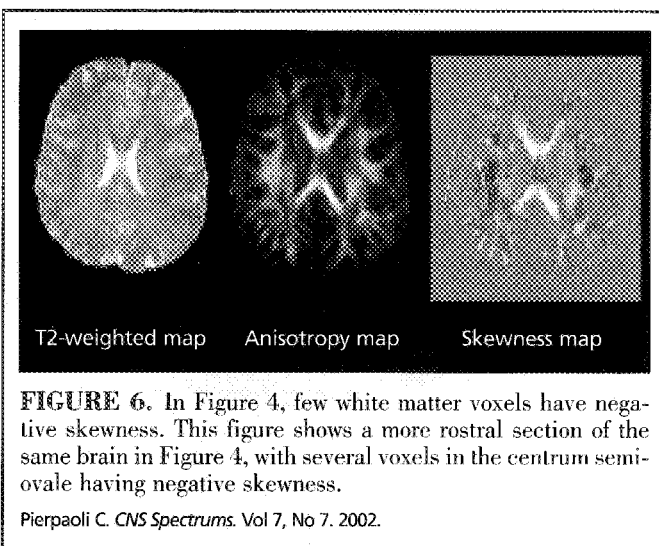 T2-weighted map Anisotropy map Skewness map
FIGURE 6. In Figure 4, few white matter voxels have nega-
tive skewness. This figure shows a more rostral section of the
same brain in Figure 4, with several voxels in the centrum semi-
ovale having negative skewness.
Pierpaoli C. CNS Spectrums. Vol 7, No 7. 2002.